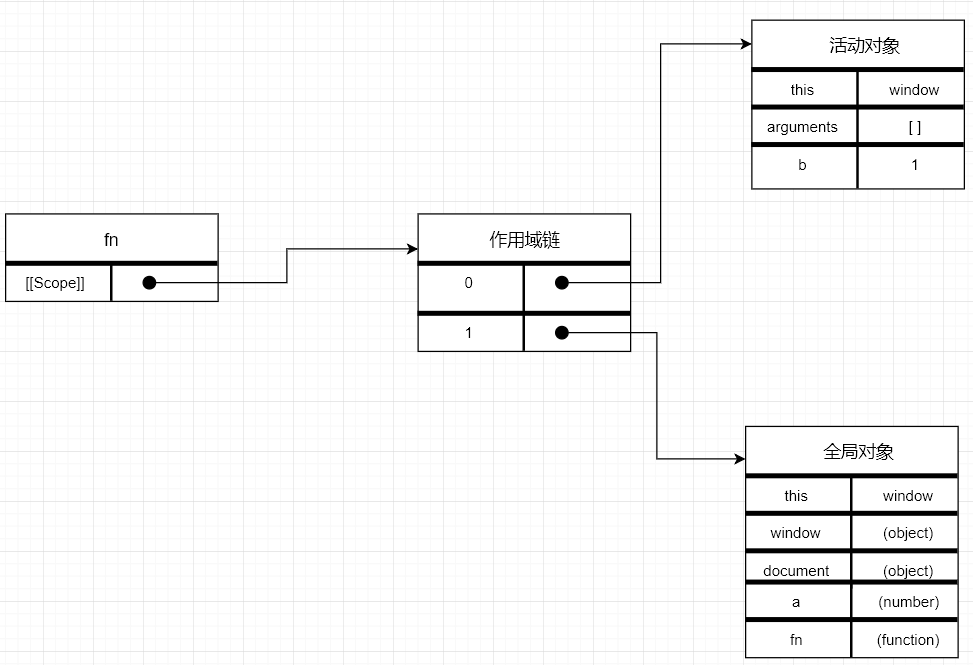 fn
[[Scope]]
作用域链
0
1
活动对象
this window
arguments [ ]
b 1
全局对象
this window
window (object)
document (object)
a (number)
fn (function)